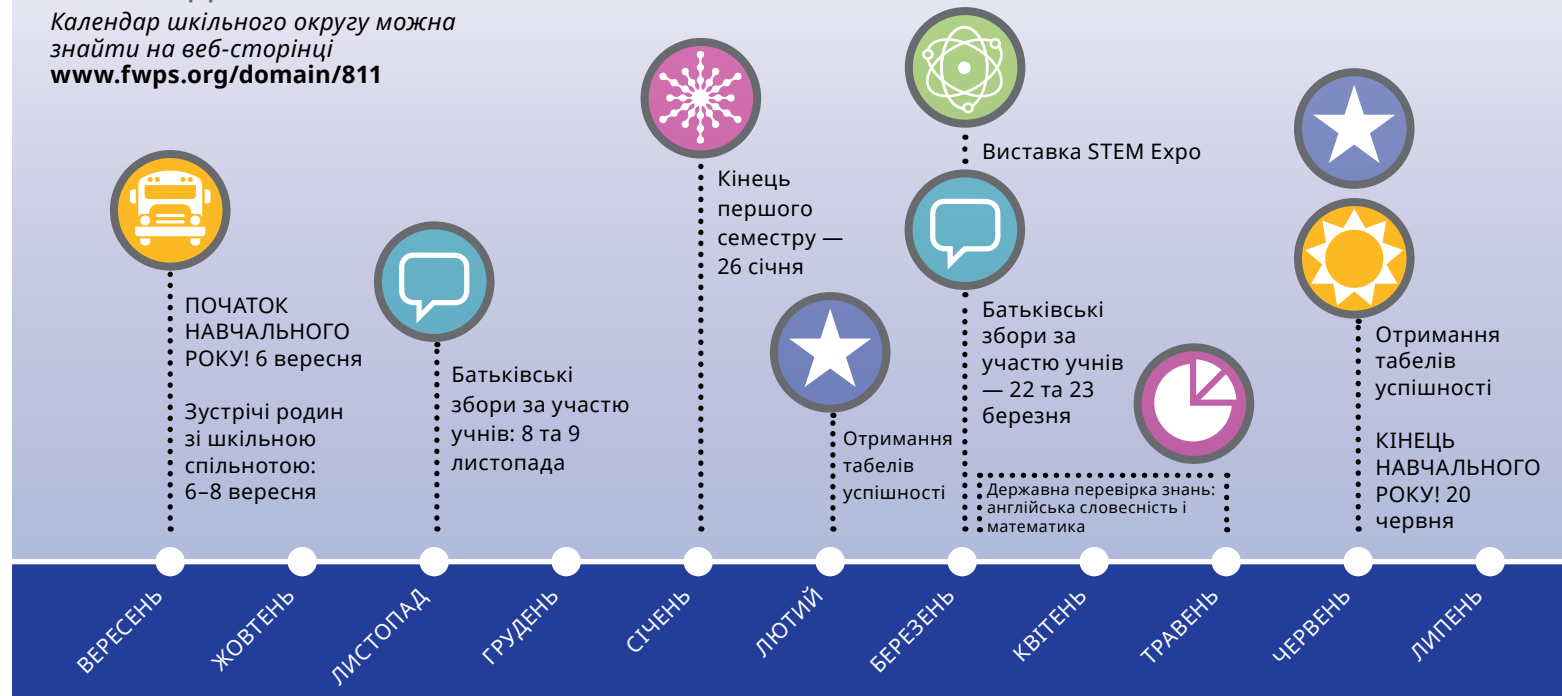 Календар шкільного округу можна
знайти на веб-сторінці
www.fwps.org/domain/811
ПОЧАТОК
НАВЧАЛЬНОГО
РОКУ! 6 вересня
Зустрічі родин
зі шкільною
спільнотою:
6–8 вересня
Батьківські
збори за участю
учнів: 8 та 9
листопада
Кінець
першого
семестру —
26 січня
Отримання
табелів
успішності
Виставка STEM Expo
Батьківські
збори за
участю учнів
— 22 та 23
березня
Державна перевірка знань:
англійська словесність і
математика
Отримання
табелів
успішності
КІНЕЦЬ
НАВЧАЛЬНОГО
РОКУ! 20
червня
ВЕРЕСЕНЬ
ЖОВТЕНЬ
ЛИСТОПАД
ГРУДЕНЬ
СІЧЕНЬ
ЛЮТИЙ
БЕРЕЗЕНЬ
КВІТЕНЬ
ТРАВЕНЬ
ЧЕРВЕНЬ
ЛИПЕНЬ